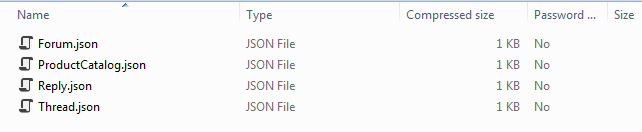 Name Type Compressed size Password ... Size
Forum.json JSON File 1 KB No
ProductCatalog.json JSON File 1 KB No
Reply.json JSON File 1 KB No
Thread.json JSON File 1 KB No